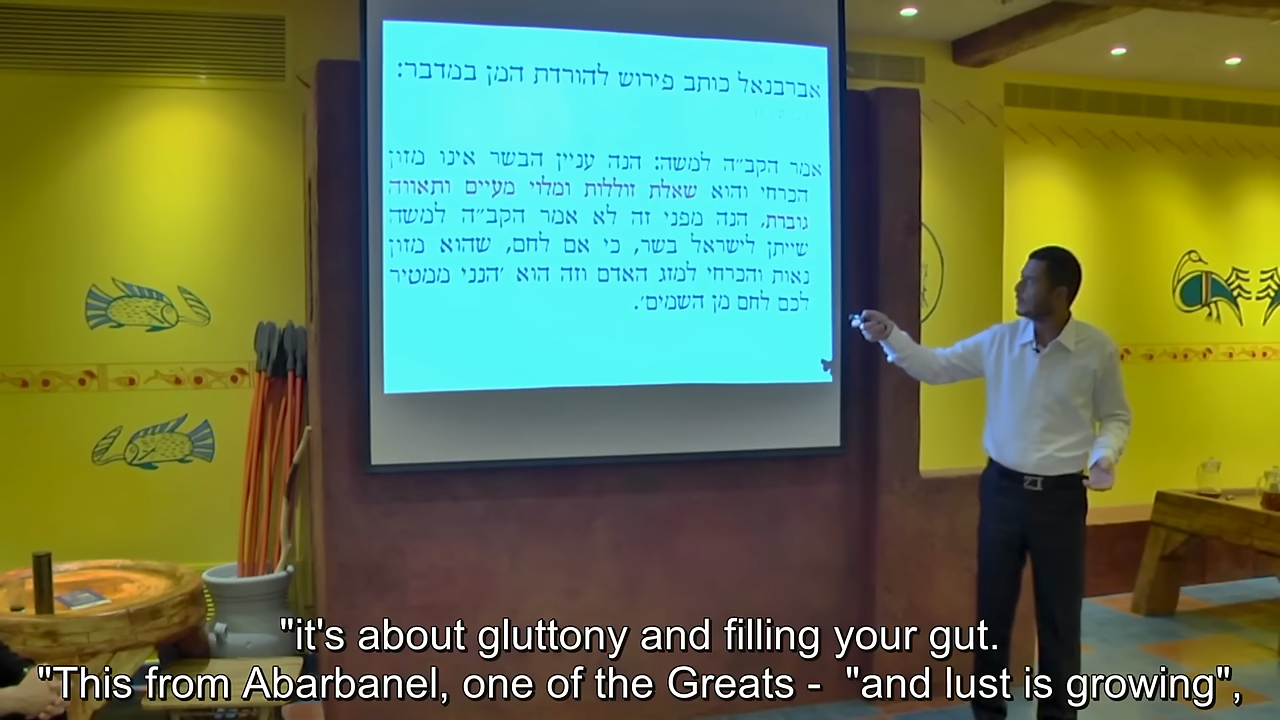 אברבנאל כותב פירוש להורדת המן במדבר:
אמר הקב״ה למשה: הנה עניין הבשר אינו מזון
הכרחי והוא שאלת זוללות ומלוי מעיים ותאווה
גוברת, הנה מפני זה לא אמר הקב״ה למשה
שייתן לישראל בשר, כי אם לחם, שהוא מזון
נאות והכרחי למזג האדם וזה הוא ׳הנני ממטיר
לכם לחם מן השמים׳.
"it's about gluttony and filling your gut.
"This from Abarbanel, one of the Greats -  "and lust is growing",